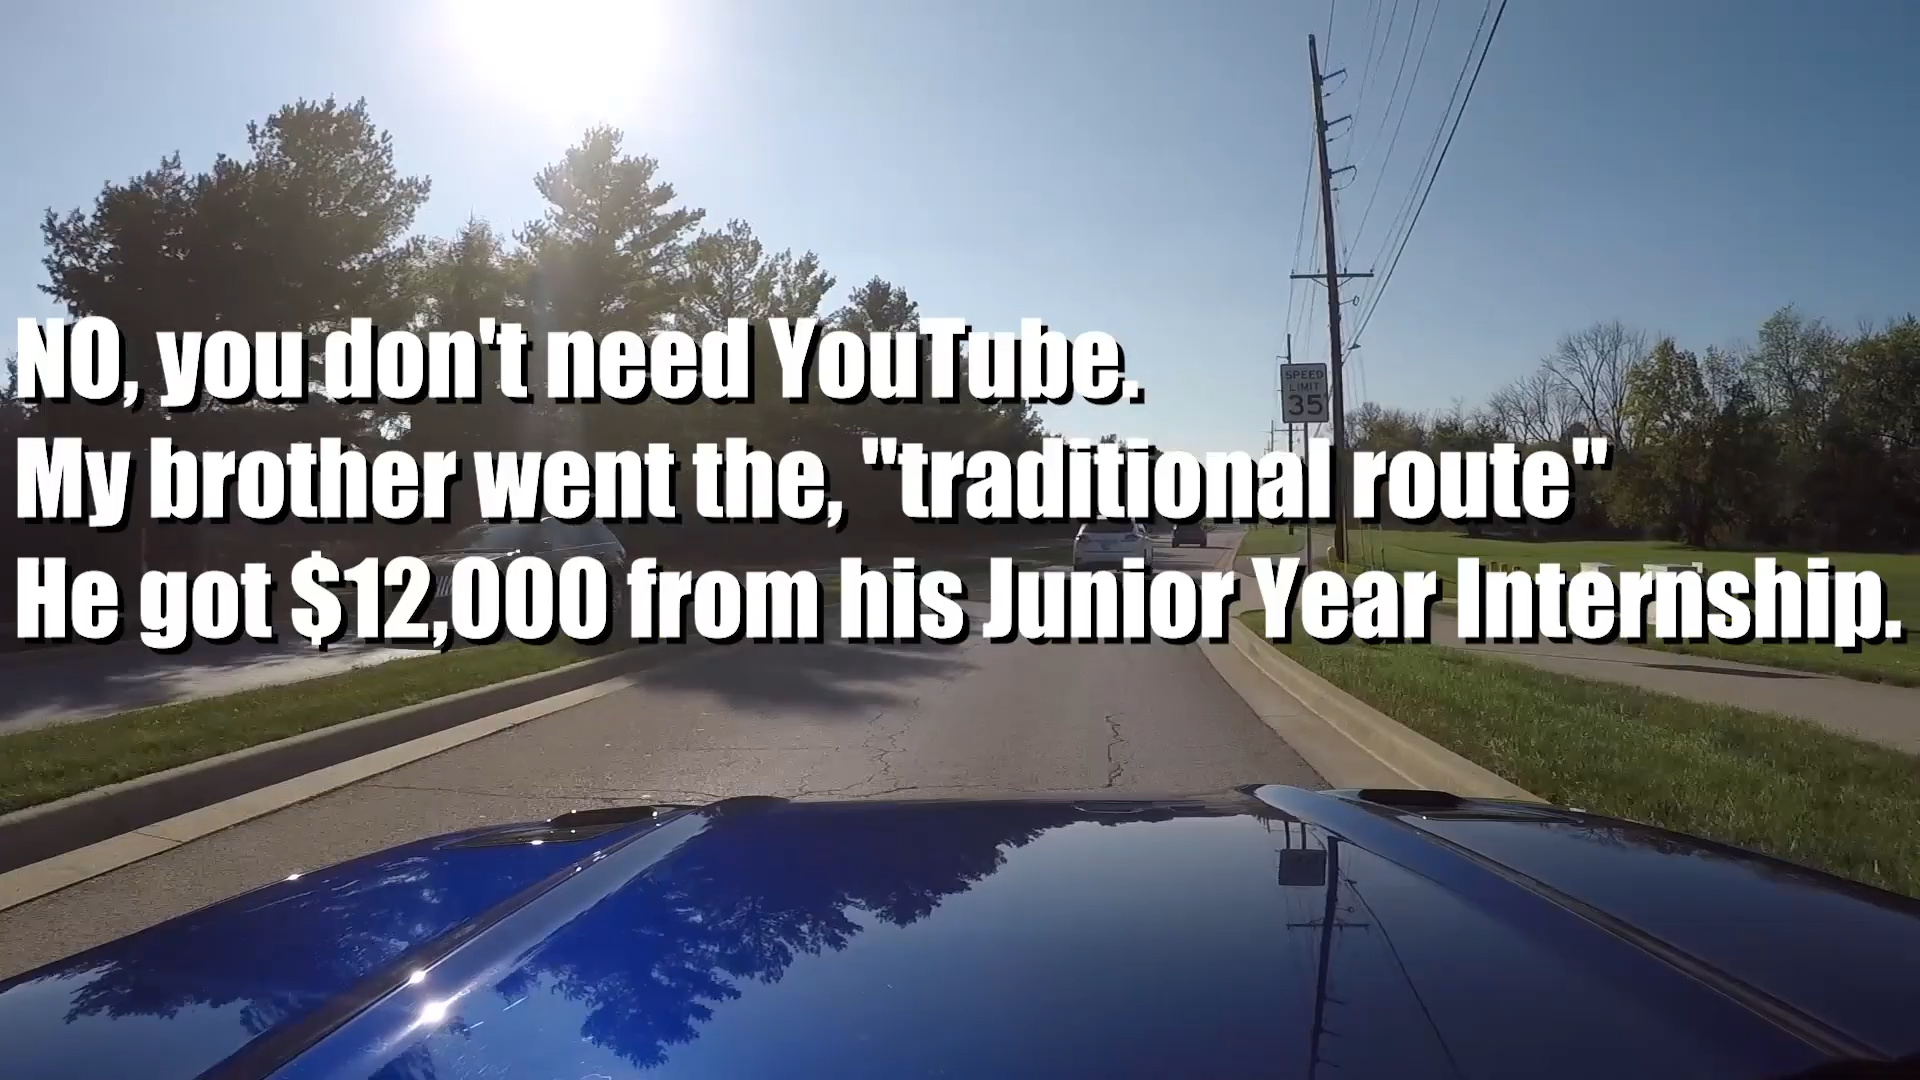 NO, you don't need YouTube.
My brother went the, "traditional route"
He got $12,000 from his Junior Year Internship.
SPEED
LIMIT
35